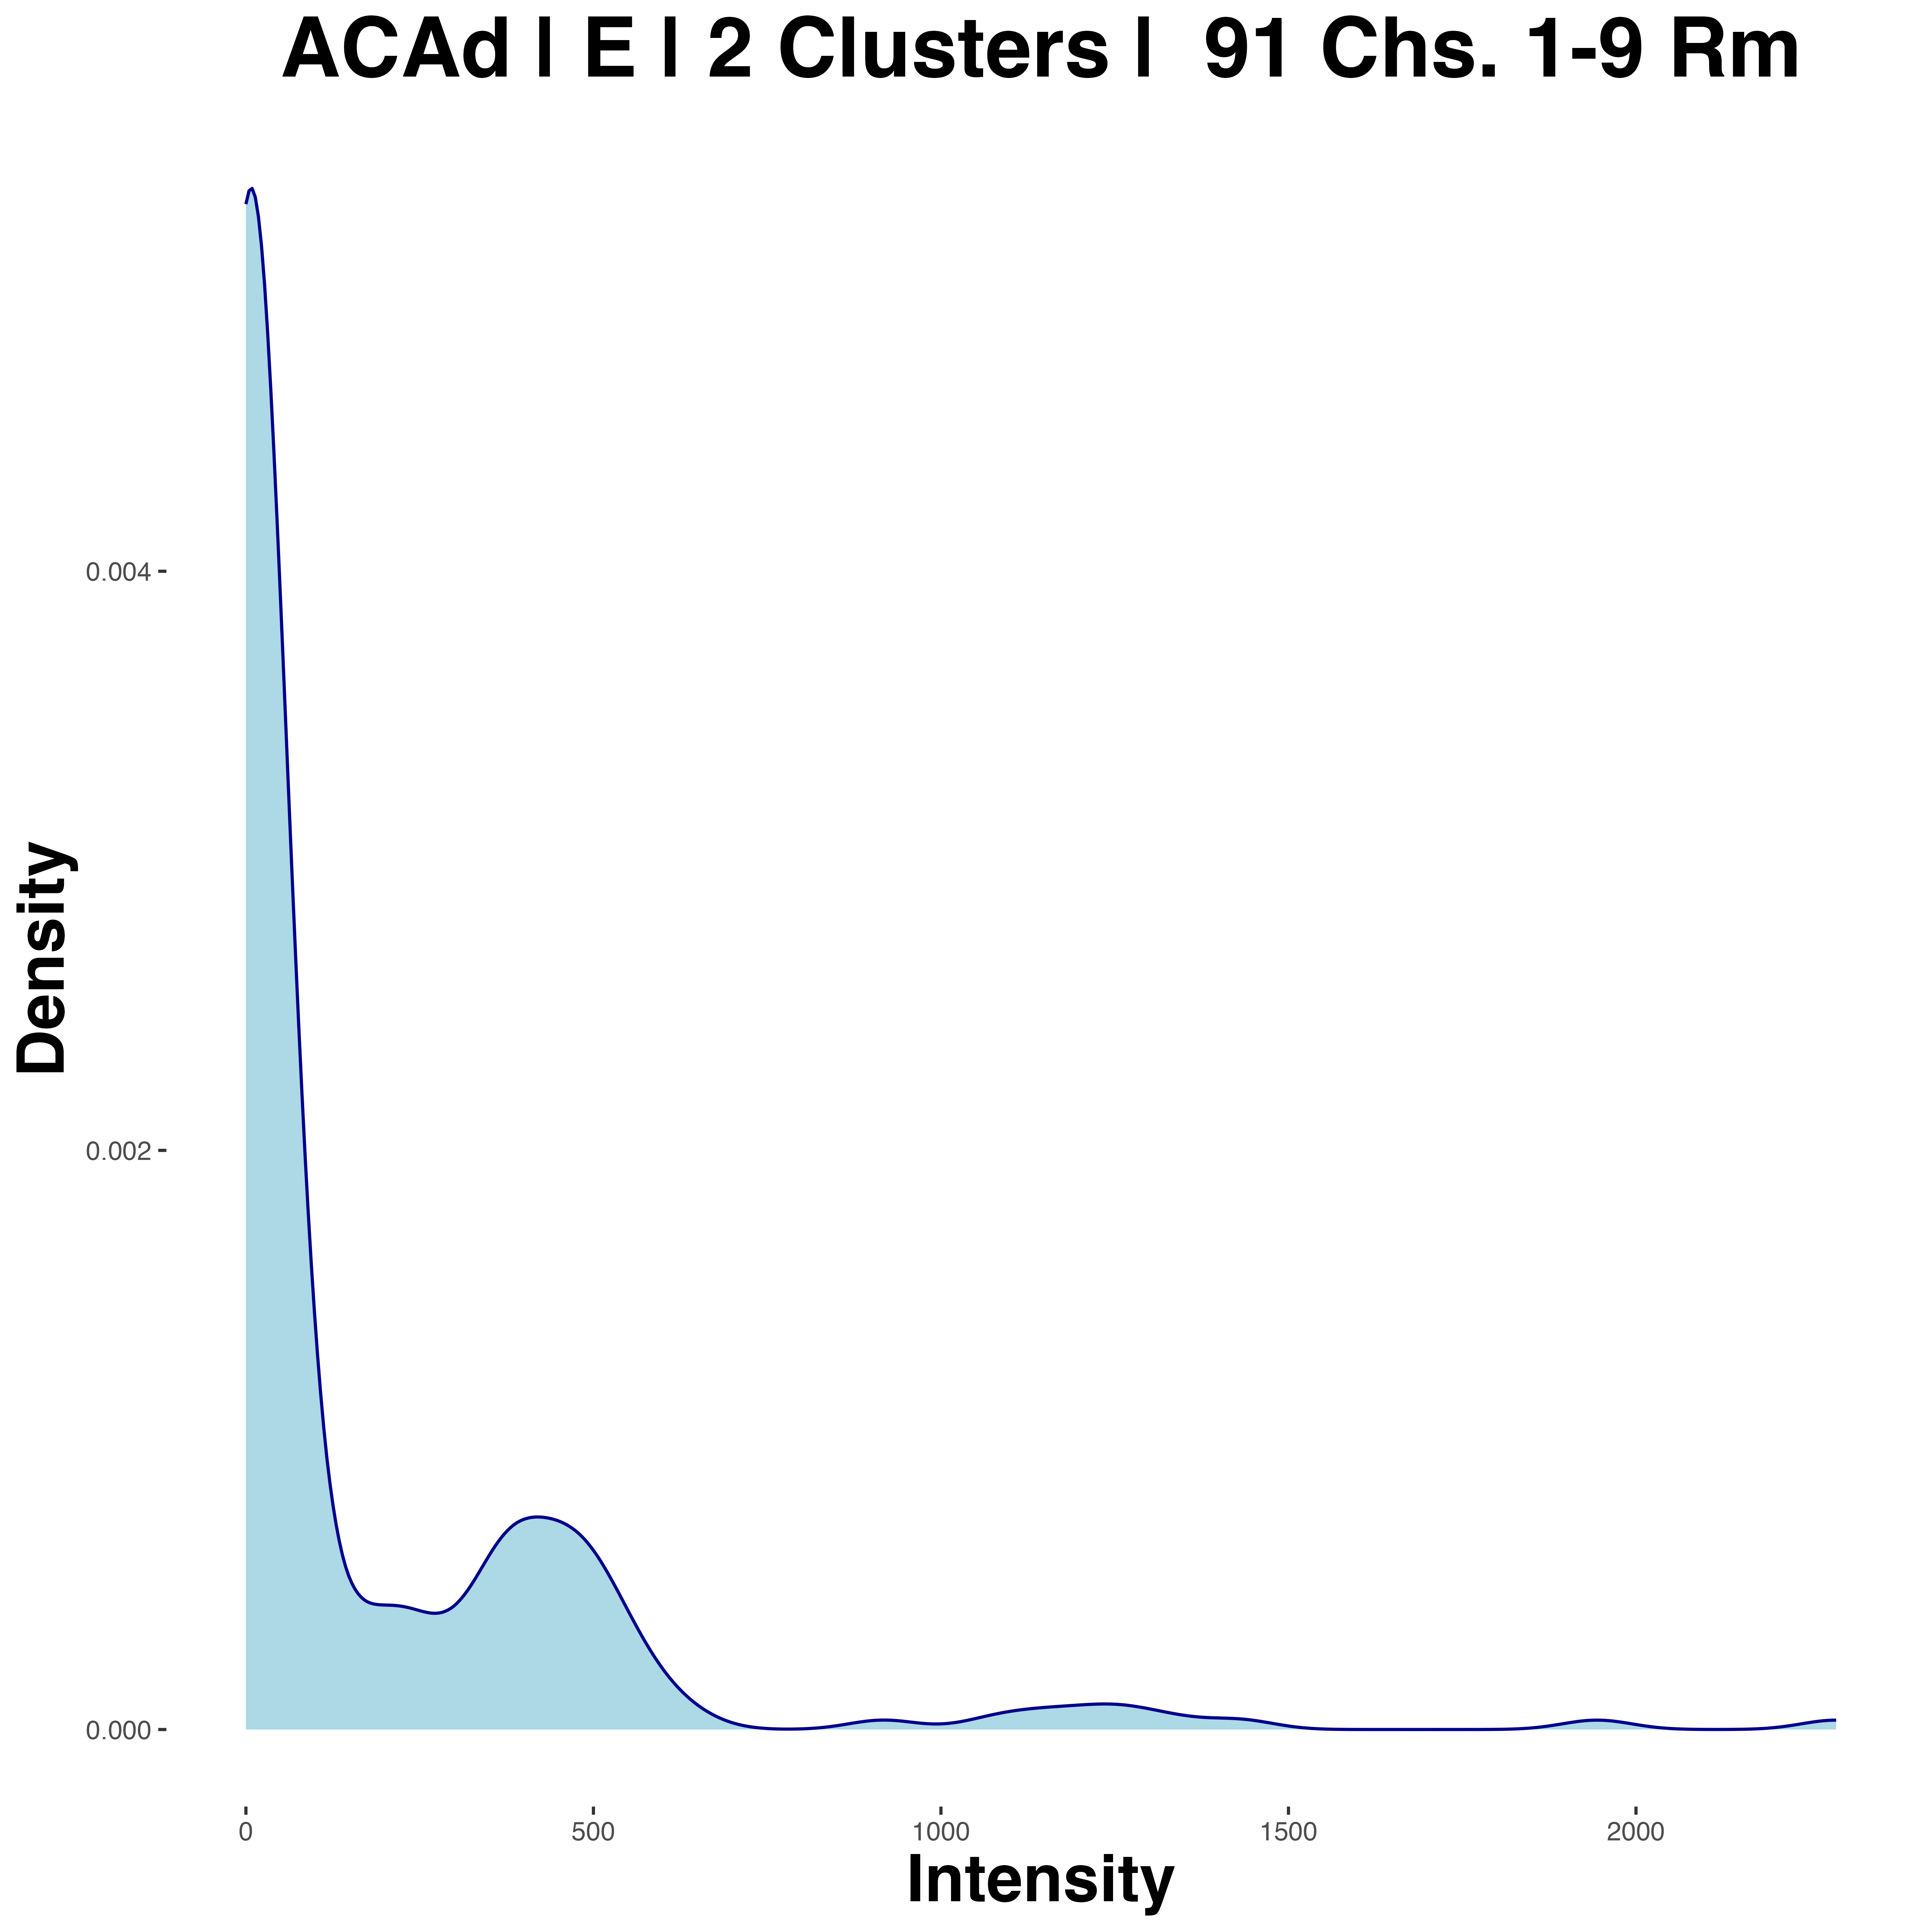 ACAd | E | 2 Clusters | 91 Chs. 1-9 Rm
Density
0.004
0.002
0.000
0 500 1000 1500 2000
Intensity